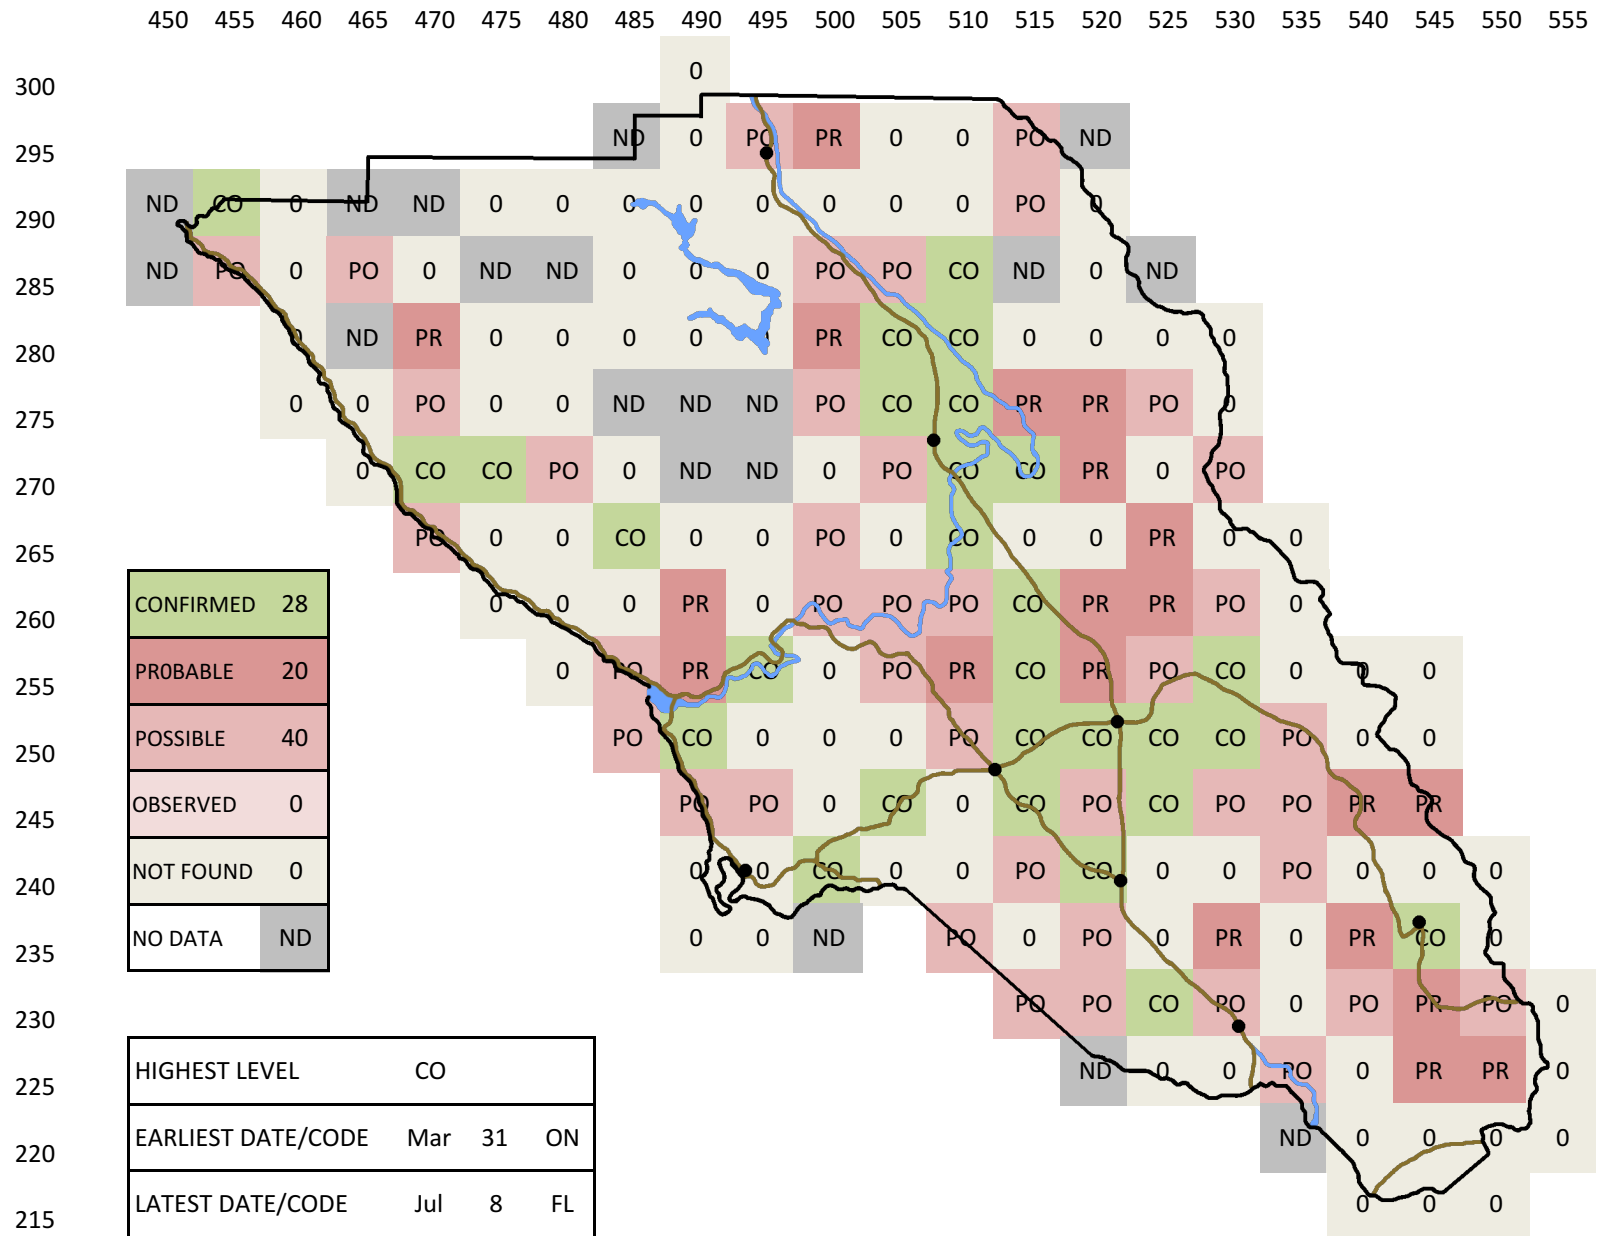 450 455 460 465 470 475 480 485 490 495 500 505 510 515 520 525 530 535 540 545 550 555
0
300
ND 0 PO PR 0 0 PO ND
295
ND CO 0 ND ND 0 0 0 0 0 0 0 0 PO 0
290
ND PO 0 PO 0 ND ND 0 0 0 PO PO CO ND 0 ND
285
0 ND PR 0 0 0 0 0 PR CO CO 0 0 0 0
280
0 0 PO 0 0 ND ND ND PO CO CO PR PR PO 0
275
0 CO CO PO 0 ND ND 0 PO CO CO PR 0 PO
270
PO 0 0 CO 0 0 PO 0 CO 0 0 PR 0 0
265
CONFIRMED 28 0 0 0 PR 0 PO PO PO CO PR PR PO 0
260
PR0BABLE 20 0 PO PR CO 0 PO PR CO PR PO CO 0 0 0
255
POSSIBLE 40 PO CO 0 0 0 PO CO CO CO CO PO 0 0
250
OBSERVED 0 PO PO 0 CO 0 CO PO CO PO PO PR PR
245
NOT FOUND 0 0 0 CO 0 0 PO CO 0 0 PO 0 0 0
240
NO DATA ND 0 0 ND PO 0 PO 0 PR 0 PR CO 0
235
PO PO CO PO 0 PO PR PO 0
230
HIGHEST LEVEL CO ND 0 0 PO 0 PR PR 0
225
EARLIEST DATE/CODE Mar 31 ON ND 0 0 0 0
220
LATEST DATE/CODE Jul 8 FL 0 0 0
215